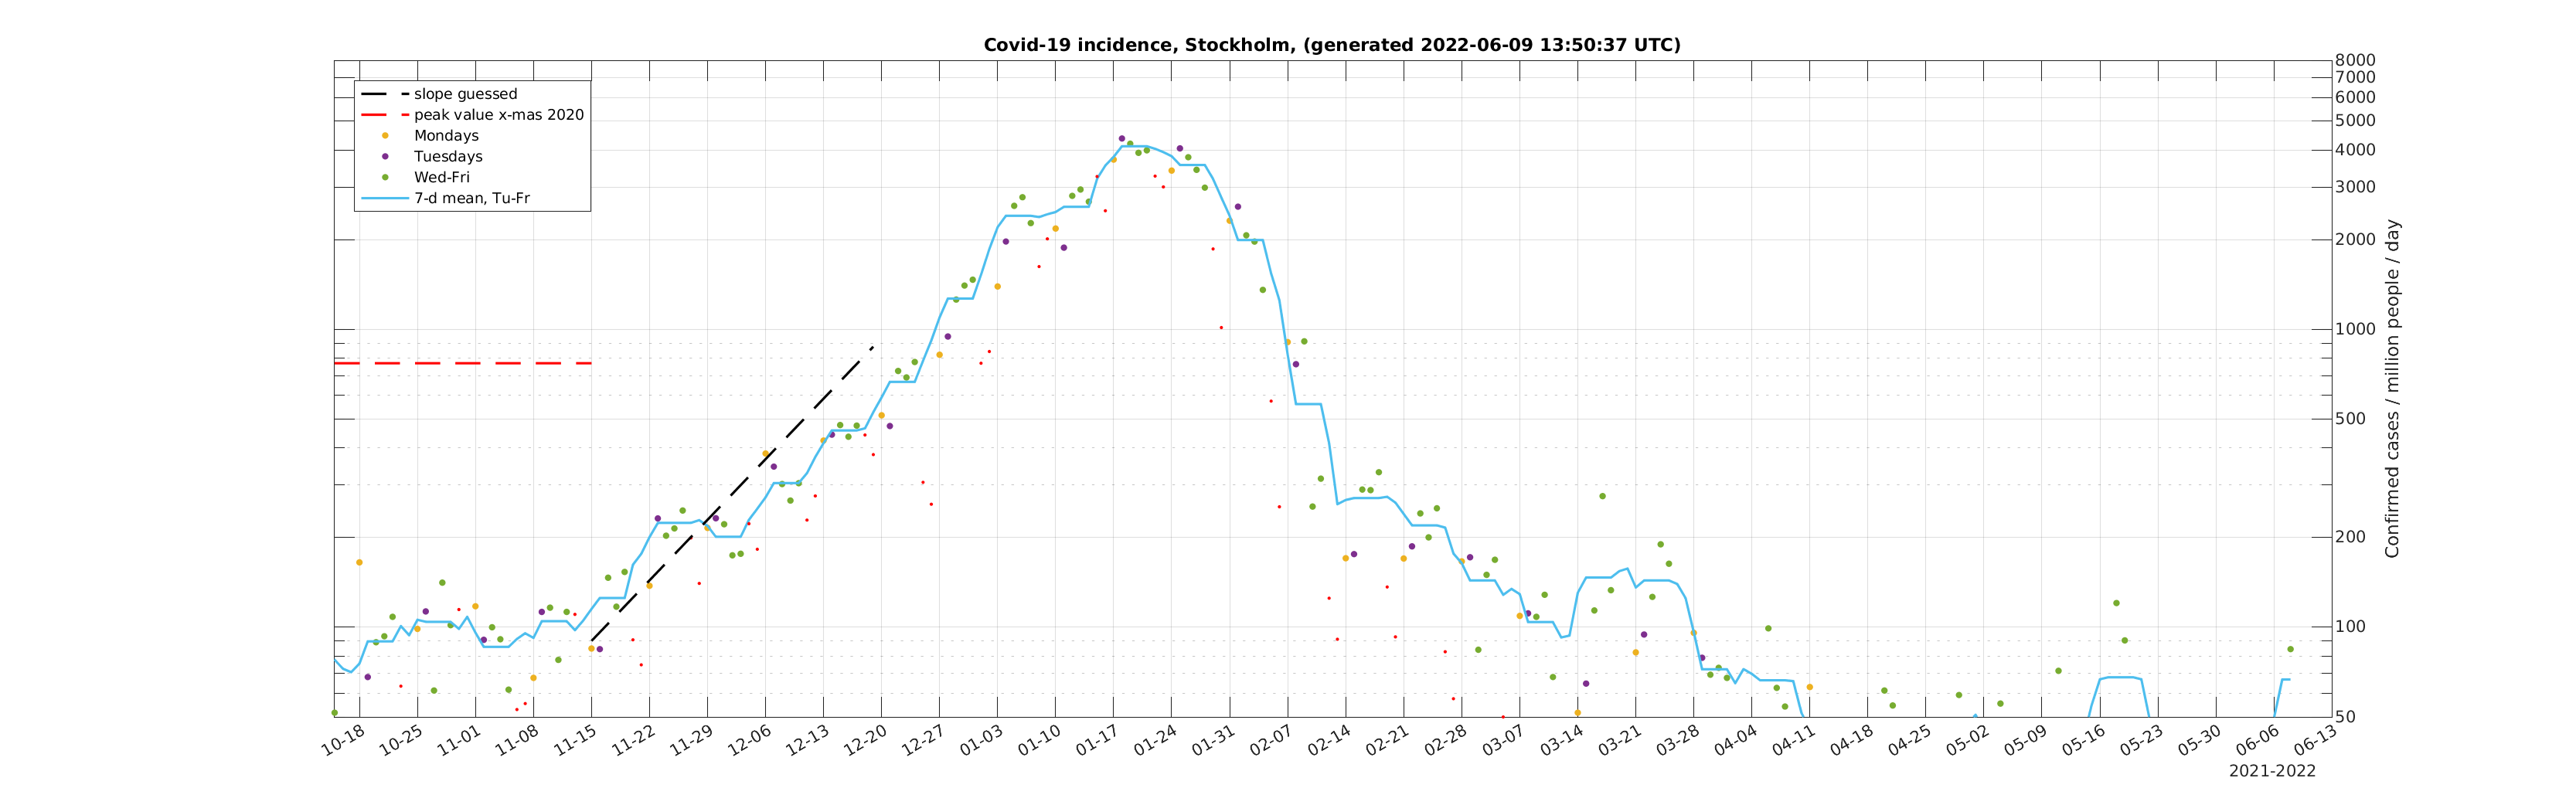 Covid-19 incidence, Stockholm, (generated 2022-06-09 13:50:37 UTC)
slope guessed
peak value x-mas 2020
Mondays
Tuesdays
Wed-Fri
7-d mean, Tu-Fr
8000
7000
6000
5000
4000
3000
2000
1000
500
200
100
50
Confirmed cases / million people / day
10-18 10-25 11-01 11-08 11-15 11-22 11-29 12-06 12-13 12-20 12-27 01-03 01-10 01-17 01-24 01-31 02-07 02-14 02-21 02-28 03-07 03-14 03-21 03-28 04-04 04-11 04-18 04-25 05-02 05-09 05-16 05-23 05-30 06-06 06-13
2021-2022